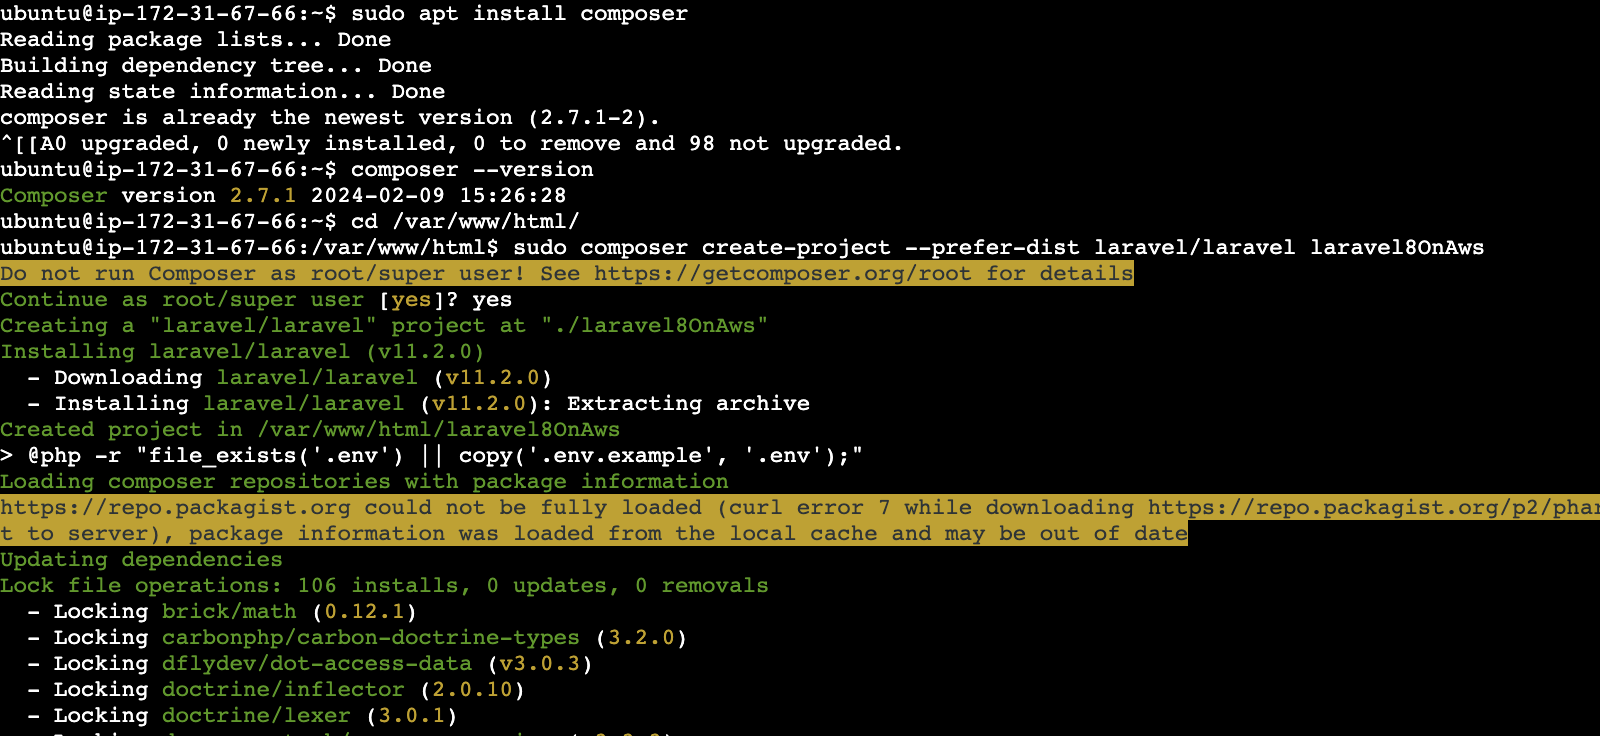 ubuntu@ip-172-31-67-66:~$ sudo apt install composer
Reading package lists... Done
Building dependency tree... Done
Reading state information... Done
composer is already the newest version (2.7.1-2).
^[[A0 upgraded, 0 newly installed, 0 to remove and 98 not upgraded.
ubuntu@ip-172-31-67-66:~$ composer --version
Composer version 2.7.1 2024-02-09 15:26:28
ubuntu@ip-172-31-67-66:~$ cd /var/www/html/
ubuntu@ip-172-31-67-66:/var/www/html$ sudo composer create-project --prefer-dist laravel/laravel laravel8OnAws
Do not run Composer as root/super user! See https://getcomposer.org/root for details
Continue as root/super user [yes]? yes
Creating a "laravel/laravel" project at "./laravel8OnAws"
Installing laravel/laravel (v11.2.0)
  - Downloading laravel/laravel (v11.2.0)
  - Installing laravel/laravel (v11.2.0): Extracting archive
Created project in /var/www/html/laravel8OnAws
> @php -r "file_exists('.env') || copy('.env.example', '.env');"
Loading composer repositories with package information
https://repo.packagist.org could not be fully loaded (curl error 7 while downloading https://repo.packagist.org/p2/phar
t to server), package information was loaded from the local cache and may be out of date
Updating dependencies
Lock file operations: 106 installs, 0 updates, 0 removals
  - Locking brick/math (0.12.1)
  - Locking carbonphp/carbon-doctrine-types (3.2.0)
  - Locking dflydev/dot-access-data (v3.0.3)
  - Locking doctrine/inflector (2.0.10)
  - Locking doctrine/lexer (3.0.1)